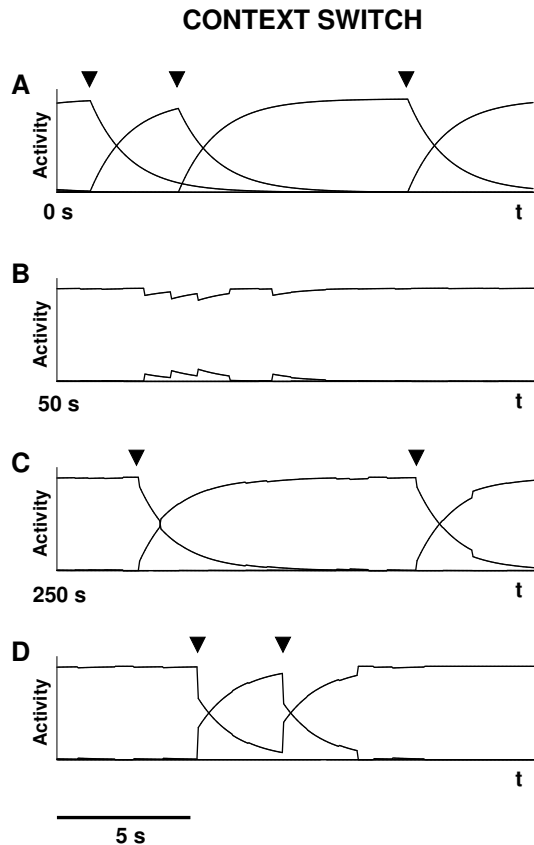 CONTEXT SWITCH
A
Activity
0 s
t
B
Activity
50 s
t
C
Activity
250 s
t
D
Activity
t
5 s